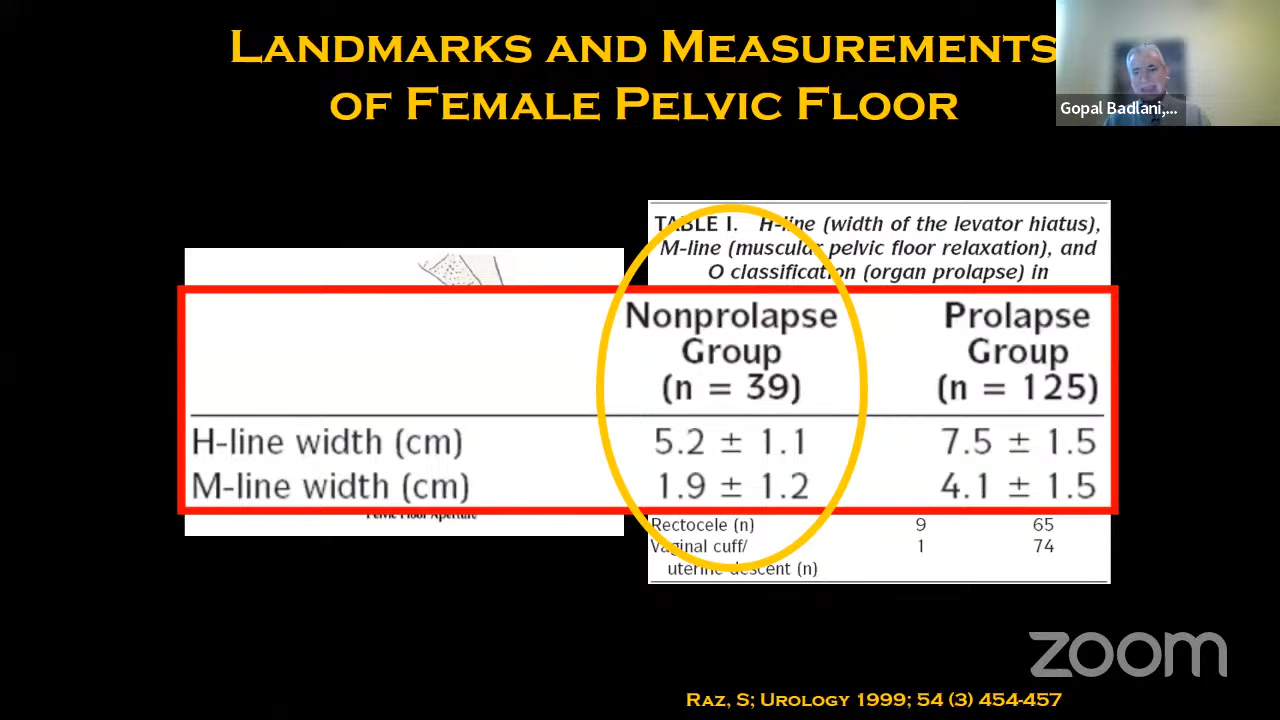 LANDMARKS AND MEASUREMENTS
OF FEMALE PELVIC FLOOR
Gopal Badlani,...
TABLE I. H-line (width of the levator hiatus),
M-line (muscular pelvic floor relaxation), and
O classification (organ prolapse) in
Nonprolapse Group (n = 39) Prolapse Group (n = 125)
H-line width (cm) 5.2 ± 1.1 7.5 ± 1.5
M-line width (cm) 1.9 ± 1.2 4.1 ± 1.5
Pelvic Floor Aperture
Rectocele (n) 9 65
Vaginal cuff/ 1 74
uterine descent (n)
zoom
RAZ, S; UROLOGY 1999; 54 (3) 454-457